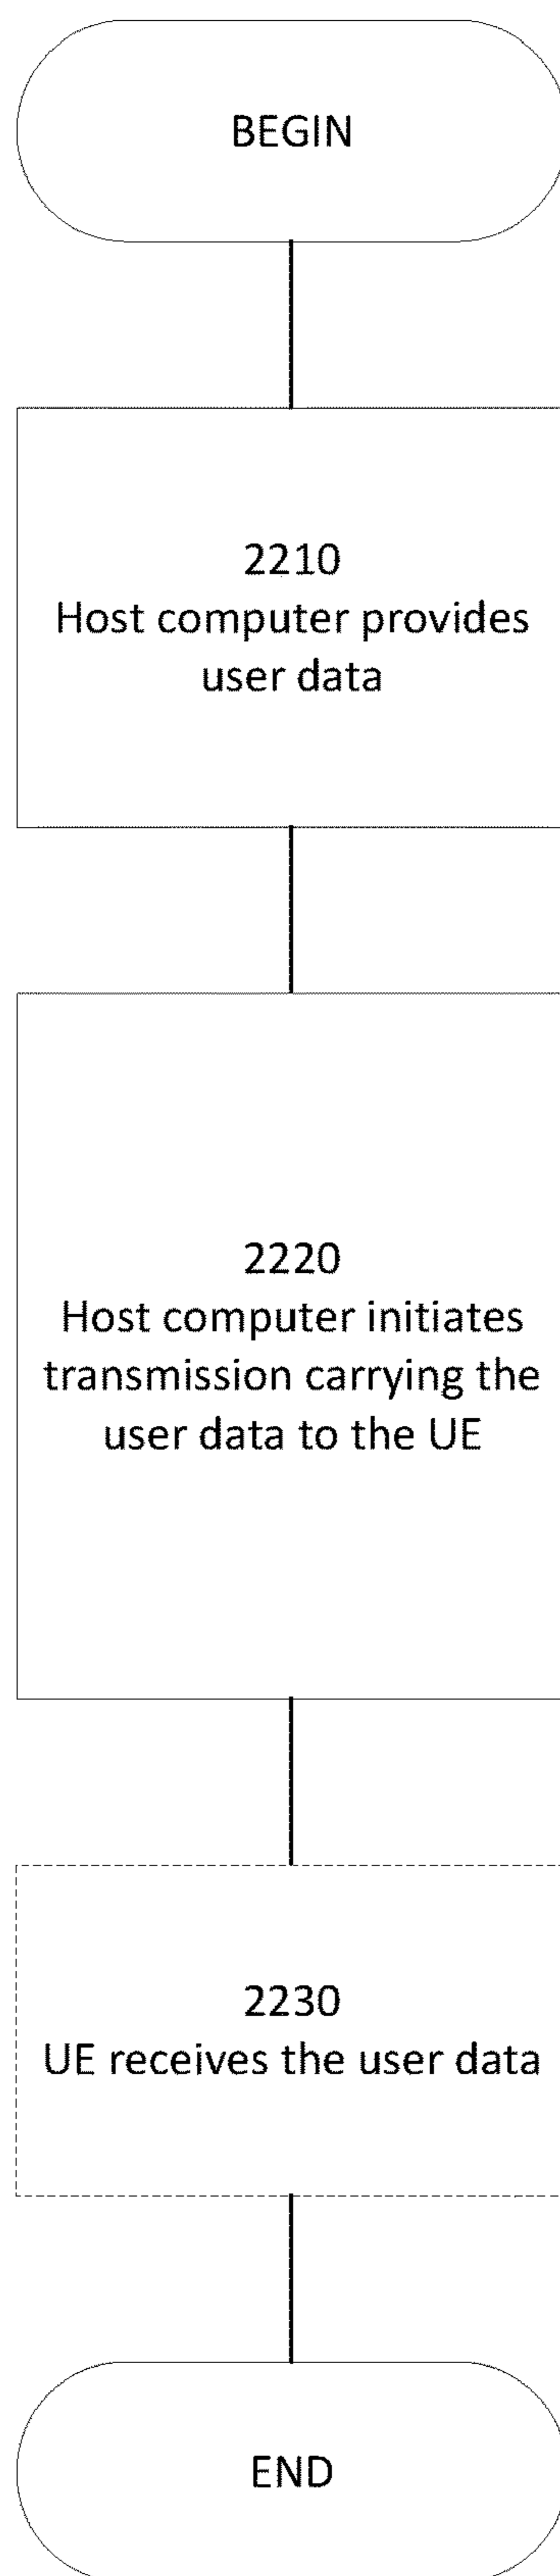 BEGIN
2210
Host computer provides
user data
2220
Host computer initiates
transmission carrying the
user data to the UE
2230
UE receives the user data
END